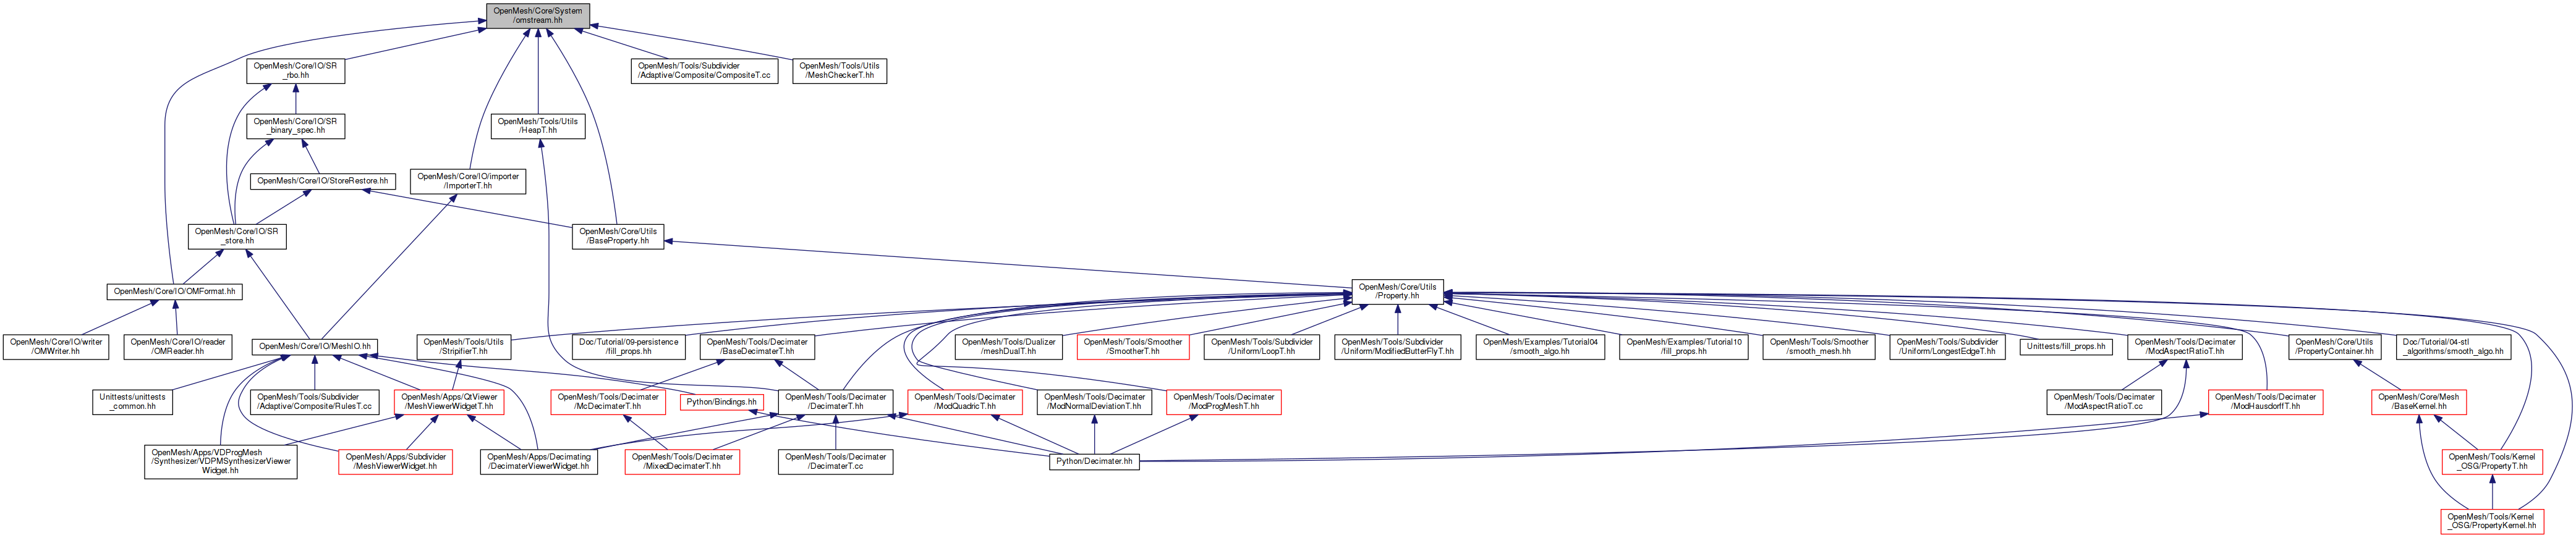 OpenMesh/Core/System
/omstream.hh
OpenMesh/Core/IO/SR
_rbo.hh
OpenMesh/Tools/Subdivider
/Adaptive/Composite/CompositeT.cc
OpenMesh/Tools/Utils
/MeshCheckerT.hh
OpenMesh/Core/IO/SR
_binary_spec.hh
OpenMesh/Tools/Utils
/HeapT.hh
OpenMesh/Core/IO/StoreRestore.hh
OpenMesh/Core/IO/importer
/ImporterT.hh
OpenMesh/Core/IO/SR
_store.hh
OpenMesh/Core/Utils
/BaseProperty.hh
OpenMesh/Core/IO/OMFormat.hh
OpenMesh/Core/Utils
/Property.hh
OpenMesh/Core/IO/writer
/OMWriter.hh
OpenMesh/Core/IO/reader
/OMReader.hh
OpenMesh/Core/IO/MeshIO.hh
OpenMesh/Tools/Utils
/StripifierT.hh
Doc/Tutorial/09-persistence
/fill_props.hh
OpenMesh/Tools/Decimater
/BaseDecimaterT.hh
OpenMesh/Tools/Dualizer
/meshDualT.hh
OpenMesh/Tools/Smoother
/SmootherT.hh
OpenMesh/Tools/Subdivider
/Uniform/LoopT.hh
OpenMesh/Tools/Subdivider
/Uniform/ModifiedButterFlyT.hh
OpenMesh/Examples/Tutorial04
/smooth_algo.hh
OpenMesh/Examples/Tutorial10
/fill_props.hh
OpenMesh/Tools/Smoother
/smooth_mesh.hh
OpenMesh/Tools/Subdivider
/Uniform/LongestEdgeT.hh
Unittests/fill_props.hh
OpenMesh/Tools/Decimater
/ModAspectRatioT.hh
OpenMesh/Core/Utils
/PropertyContainer.hh
Doc/Tutorial/04-stl
_algorithms/smooth_algo.hh
Unittests/unittests
_common.hh
OpenMesh/Tools/Subdivider
/Adaptive/Composite/RulesT.cc
OpenMesh/Apps/QtViewer
/MeshViewerWidgetT.hh
OpenMesh/Tools/Decimater
/McDecimaterT.hh
Python/Bindings.hh
OpenMesh/Tools/Decimater
/DecimaterT.hh
OpenMesh/Tools/Decimater
/ModQuadricT.hh
OpenMesh/Tools/Decimater
/ModNormalDeviationT.hh
OpenMesh/Tools/Decimater
/ModProgMeshT.hh
OpenMesh/Tools/Decimater
/ModAspectRatioT.cc
OpenMesh/Tools/Decimater
/ModHausdorffT.hh
OpenMesh/Core/Mesh
/BaseKernel.hh
OpenMesh/Apps/VDProgMesh
/Synthesizer/VDPMSynthesizerViewer
Widget.hh
OpenMesh/Apps/Subdivider
/MeshViewerWidget.hh
OpenMesh/Apps/Decimating
/DecimaterViewerWidget.hh
OpenMesh/Tools/Decimater
/MixedDecimaterT.hh
OpenMesh/Tools/Decimater
/DecimaterT.cc
Python/Decimater.hh
OpenMesh/Tools/Kernel
_OSG/PropertyT.hh
OpenMesh/Tools/Kernel
_OSG/PropertyKernel.hh